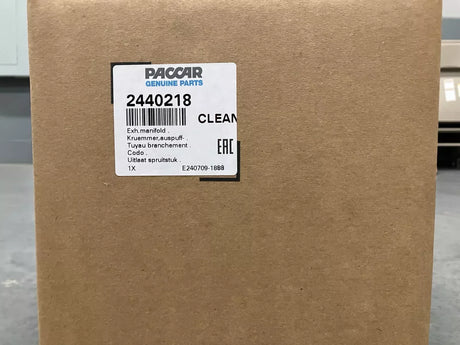 PACCAR
GENUINE PARTS
2440218
CLEAN
Exh.manifold .
Kruemmer,auspuff- .
Tuyau branchement .
Codo .
Uitlaat spruitstuk .
EAC
1X E240709-1888